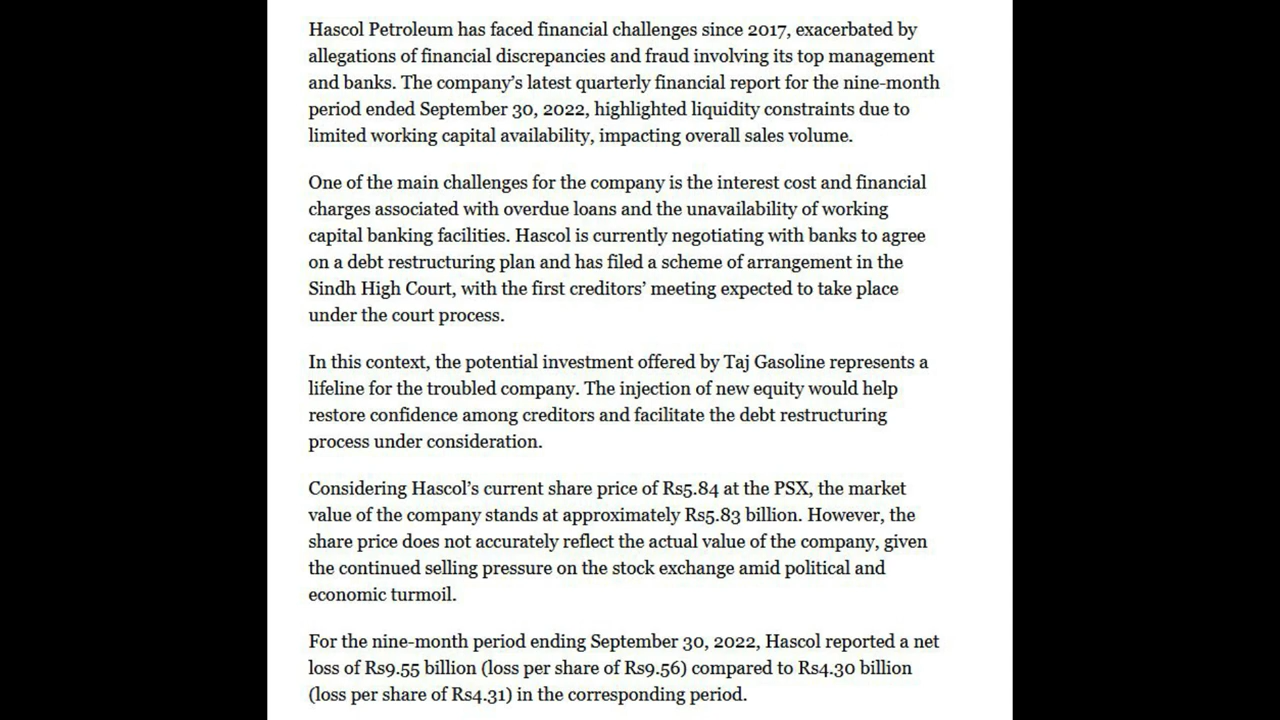 Hascol Petroleum has faced financial challenges since 2017, exacerbated by
allegations of financial discrepancies and fraud involving its top management
and banks. The company’s latest quarterly financial report for the nine-month
period ended September 30, 2022, highlighted liquidity constraints due to
limited working capital availability, impacting overall sales volume.
One of the main challenges for the company is the interest cost and financial
charges associated with overdue loans and the unavailability of working
capital banking facilities. Hascol is currently negotiating with banks to agree
on a debt restructuring plan and has filed a scheme of arrangement in the
Sindh High Court, with the first creditors’ meeting expected to take place
under the court process.
In this context, the potential investment offered by Taj Gasoline represents a
lifeline for the troubled company. The injection of new equity would help
restore confidence among creditors and facilitate the debt restructuring
process under consideration.
Considering Hascol’s current share price of Rs5.84 at the PSX, the market
value of the company stands at approximately Rs5.83 billion. However, the
share price does not accurately reflect the actual value of the company, given
the continued selling pressure on the stock exchange amid political and
economic turmoil.
For the nine-month period ending September 30, 2022, Hascol reported a net
loss of Rs9.55 billion (loss per share of Rs9.56) compared to Rs4.30 billion
(loss per share of Rs4.31) in the corresponding period.